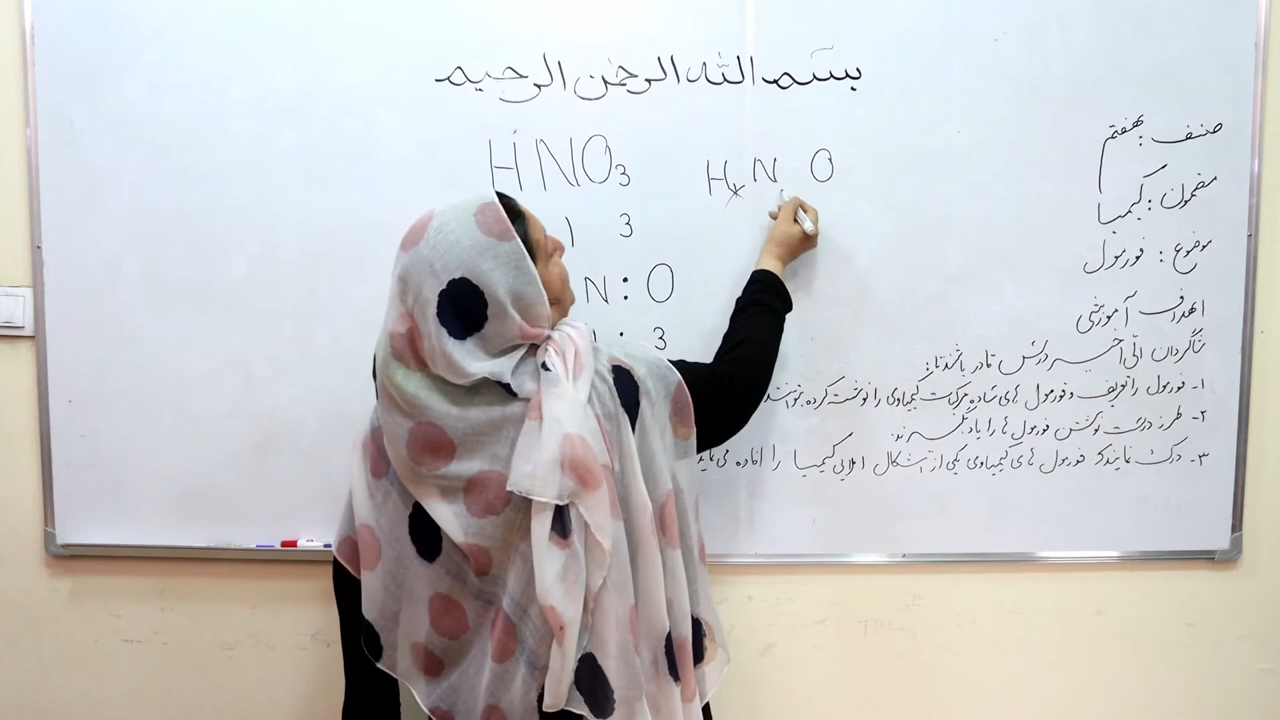 بسم الله الرحمن الرحیم
HNO₃ HₓN O
1 3
N : O
: 3
صنف : هفتم
مضمون : کیمیا
موضوع : فورمول
اهداف آموزشی
شاگردان الی اخیر درس قادر باشند تا :
۱- فورمول را تعریف و فورمول های ساده مرکبات کیمیاوی را نوشته کرده بتوانند
۲- طرز درست نوشتن فورمول ها را یاد بگیرند.
۳- درک نمایند که فورمول های کیمیاوی یکی از اشکال املایی کیمیا را افاده می نماید